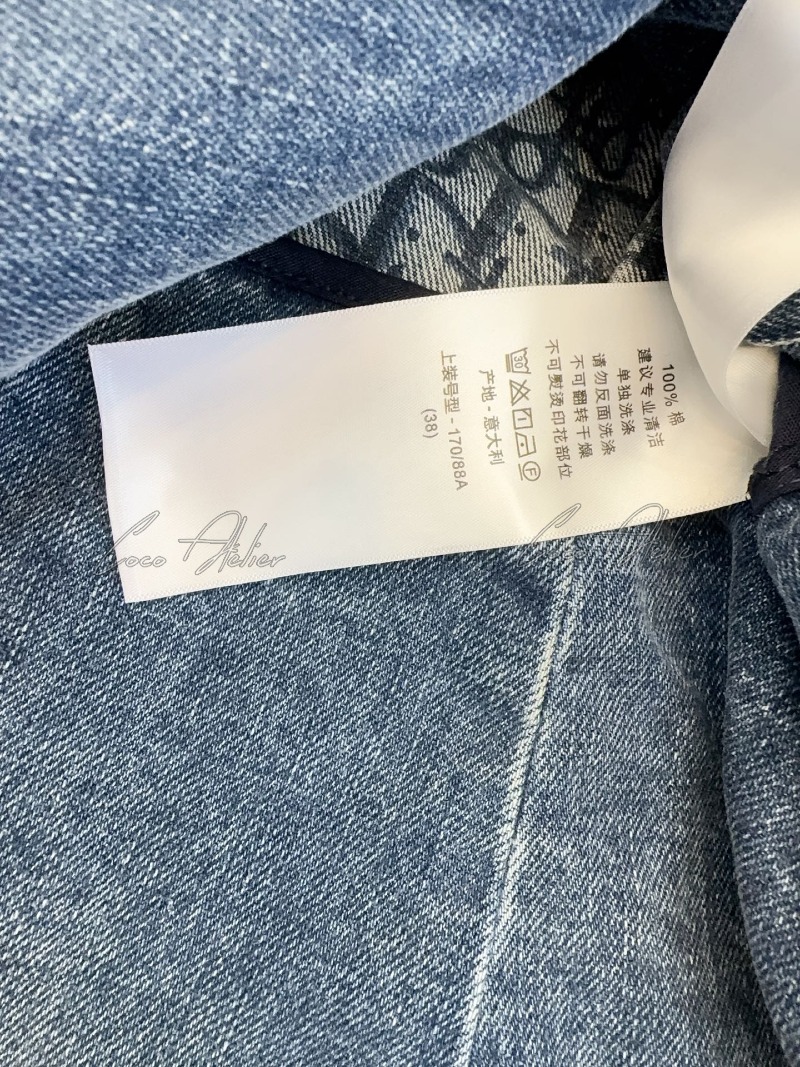 100% 棉
建议专业清洁
单独洗涤
请勿反面洗涤
不可翻转干燥
不可熨烫印花部位
30
F
产地 - 意大利
上装号型 - 170/88A
(38)
Coco Atelier